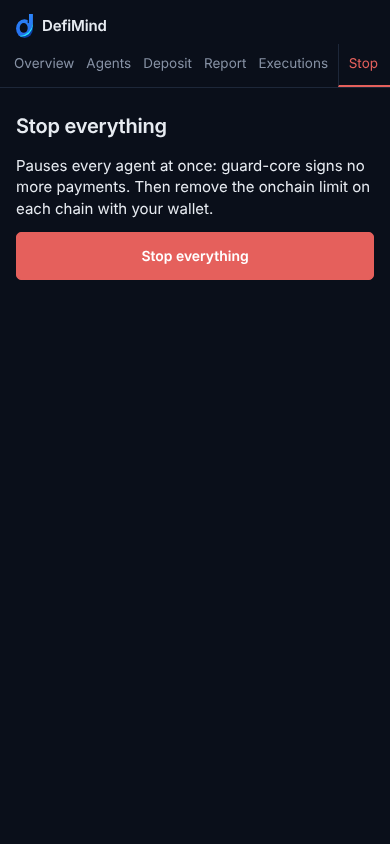 DefiMind
Overview Agents Deposit Report Executions Stop
Stop everything
Pauses every agent at once: guard-core signs no
more payments. Then remove the onchain limit on
each chain with your wallet.
Stop everything